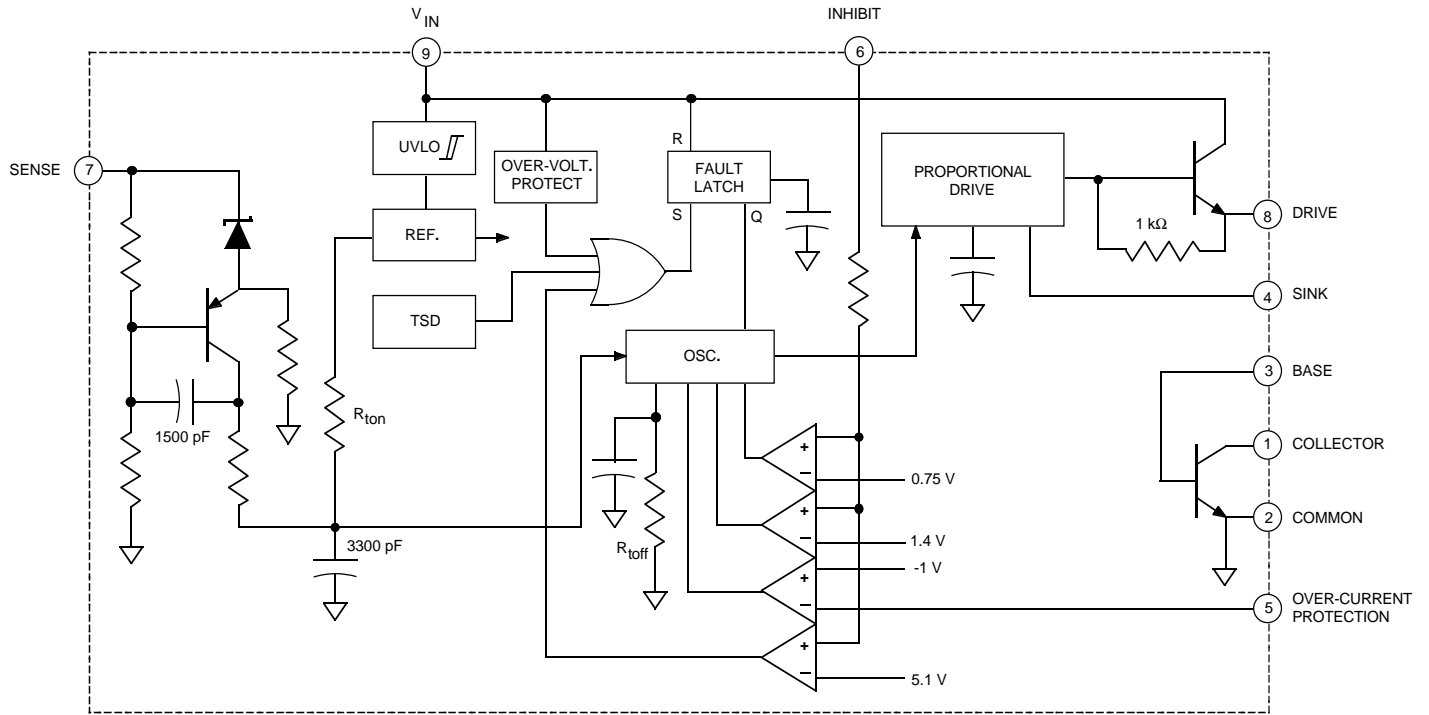 V IN
INHIBIT
9
6
UVLO
R
SENSE
7
OVER-VOLT.
PROTECT
FAULT
LATCH
PROPORTIONAL
DRIVE
S
Q
8
DRIVE
1 kΩ
REF.
4
SINK
TSD
OSC.
3
BASE
R ton
1500 pF
+
–
0.75 V
1
COLLECTOR
+
–
1.4 V
2
COMMON
3300 pF
R toff
-1 V
+
–
5
OVER-CURRENT
PROTECTION
+
–
5.1 V